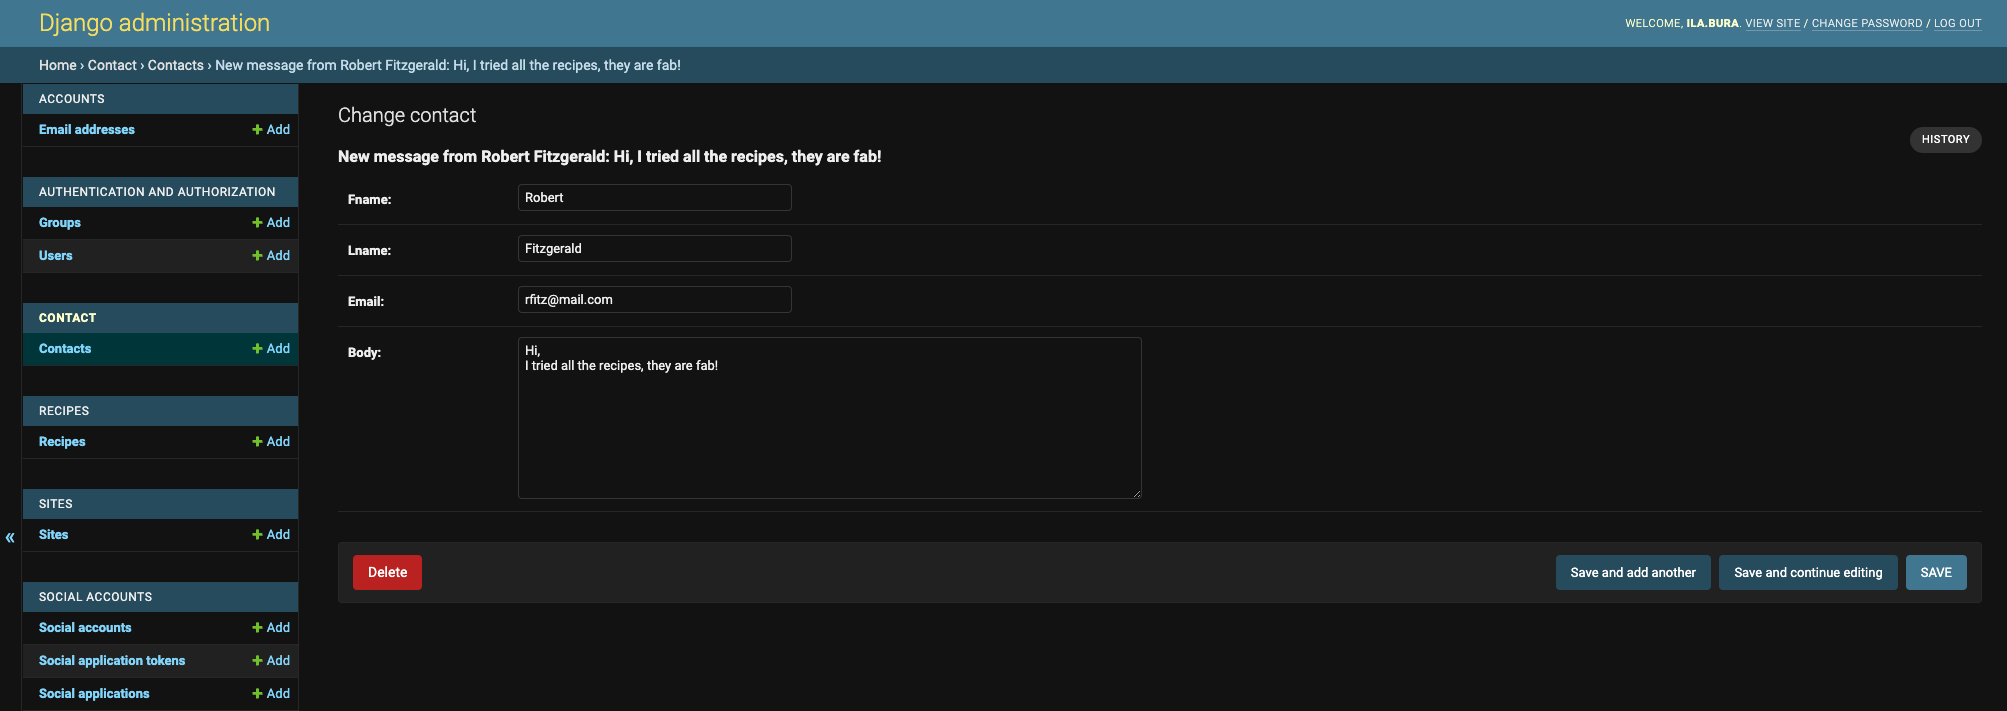 Django administration
WELCOME, ILA.BURA. VIEW SITE / CHANGE PASSWORD / LOG OUT
Home › Contact › Contacts › New message from Robert Fitzgerald: Hi, I tried all the recipes, they are fab!
ACCOUNTS
Email addresses + Add
AUTHENTICATION AND AUTHORIZATION
Groups + Add
Users + Add
CONTACT
Contacts + Add
RECIPES
Recipes + Add
SITES
Sites + Add
SOCIAL ACCOUNTS
Social accounts + Add
Social application tokens + Add
Social applications + Add
«
Change contact
HISTORY
New message from Robert Fitzgerald: Hi, I tried all the recipes, they are fab!
Fname: Robert
Lname: Fitzgerald
Email: rfitz@mail.com
Body: Hi,
I tried all the recipes, they are fab!
Delete
Save and add another
Save and continue editing
SAVE